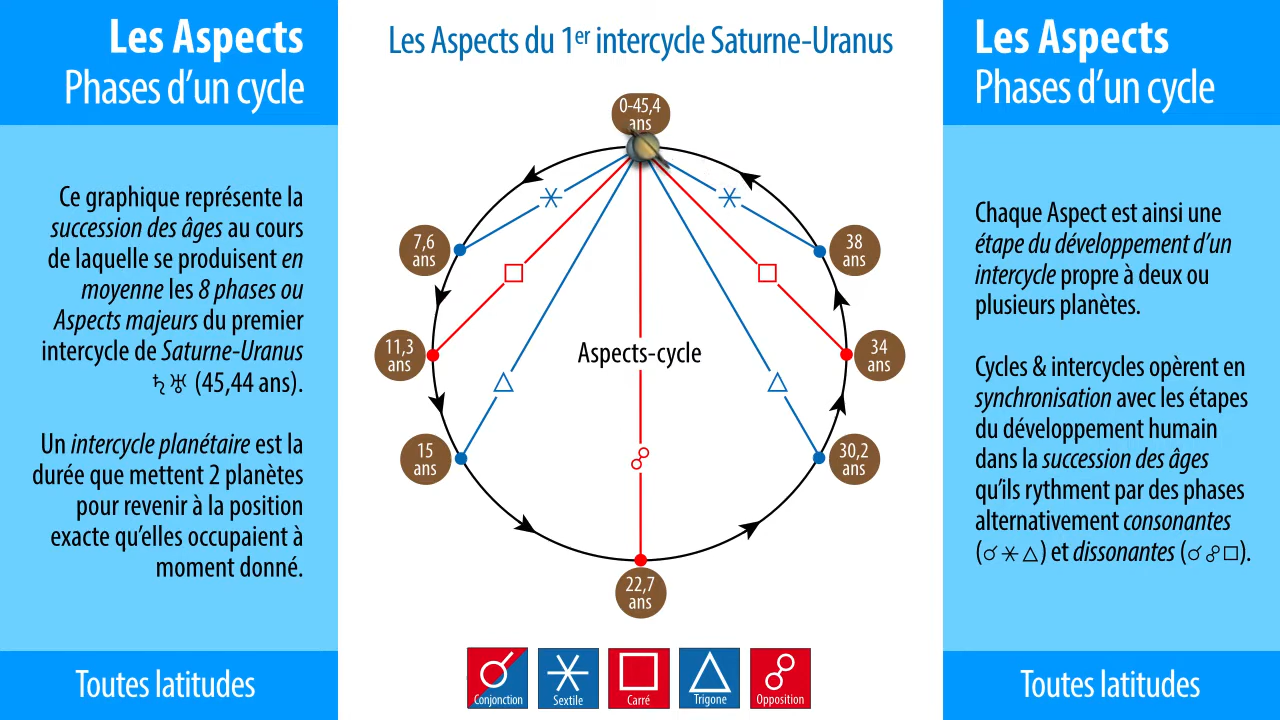 Les Aspects
Phases d’un cycle
Ce graphique représente la
succession des âges au cours
de laquelle se produisent en
moyenne les 8 phases ou
Aspects majeurs du premier
intercycle de Saturne-Uranus
♄♅ (45,44 ans).
Un intercycle planétaire est la
durée que mettent 2 planètes
pour revenir à la position
exacte qu’elles occupaient à
moment donné.
Toutes latitudes
Les Aspects du 1er intercycle Saturne-Uranus
0-45,4
ans
7,6
ans
38
ans
11,3
ans
34
ans
Aspects-cycle
15
ans
30,2
ans
22,7
ans
Conjonction
Sextile
Carré
Trigone
Opposition
Les Aspects
Phases d’un cycle
Chaque Aspect est ainsi une
étape du développement d’un
intercycle propre à deux ou
plusieurs planètes.
Cycles & intercycles opèrent en
synchronisation avec les étapes
du développement humain
dans la succession des âges
qu’ils rythment par des phases
alternativement consonantes
(☌⚹△) et dissonantes (☌☍□).
Toutes latitudes